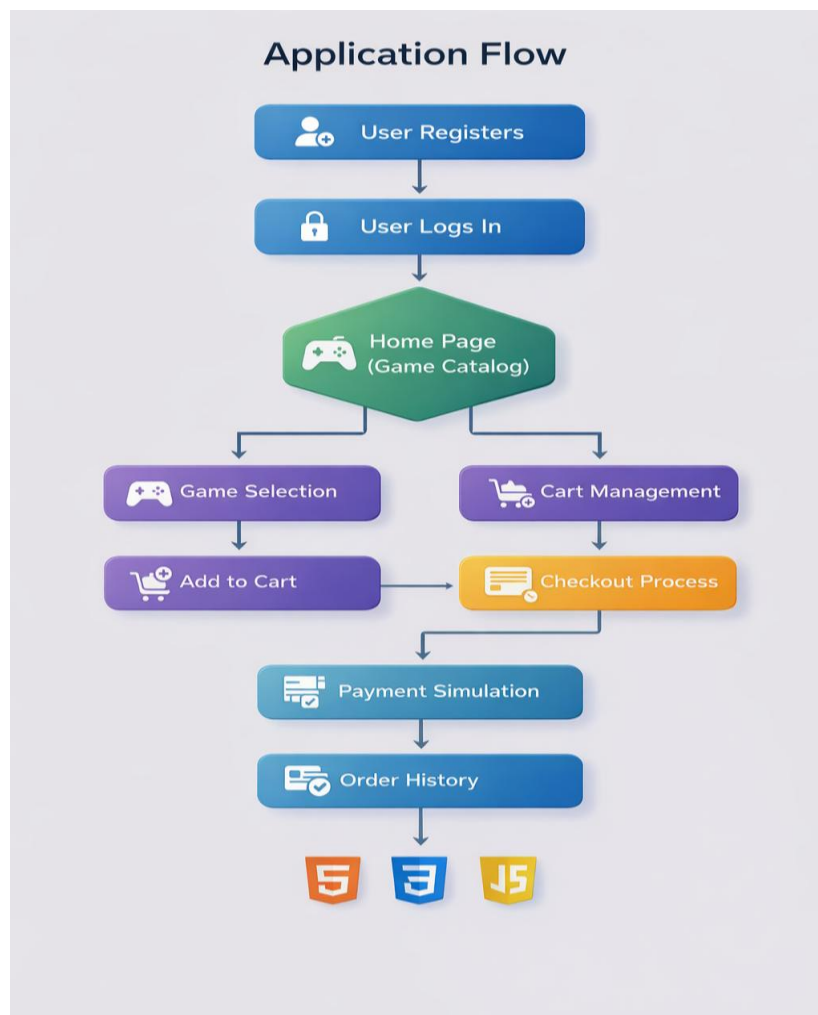 Application Flow
User Registers
User Logs In
Home Page
(Game Catalog)
Game Selection
Cart Management
Add to Cart
Checkout Process
Payment Simulation
Order History
5
3
JS